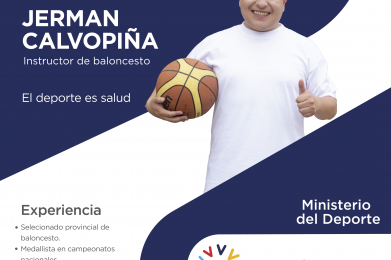 JERMAN
CALVOPIÑA
Instructor de baloncesto
El deporte es salud
Experiencia
• Selecionado provincial de
baloncesto.
• Medallista en campeonatos
nacionales
Ministerio
del Deporte